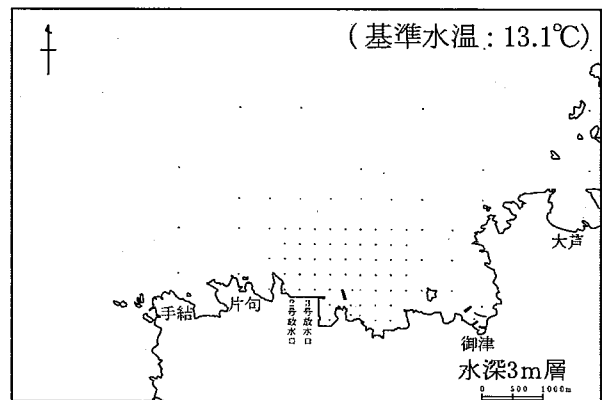 (基準水温：13.1℃)
大芦
片句
手結
2号放水口
1号放水口
御津
水深3m層
0 500 1000m